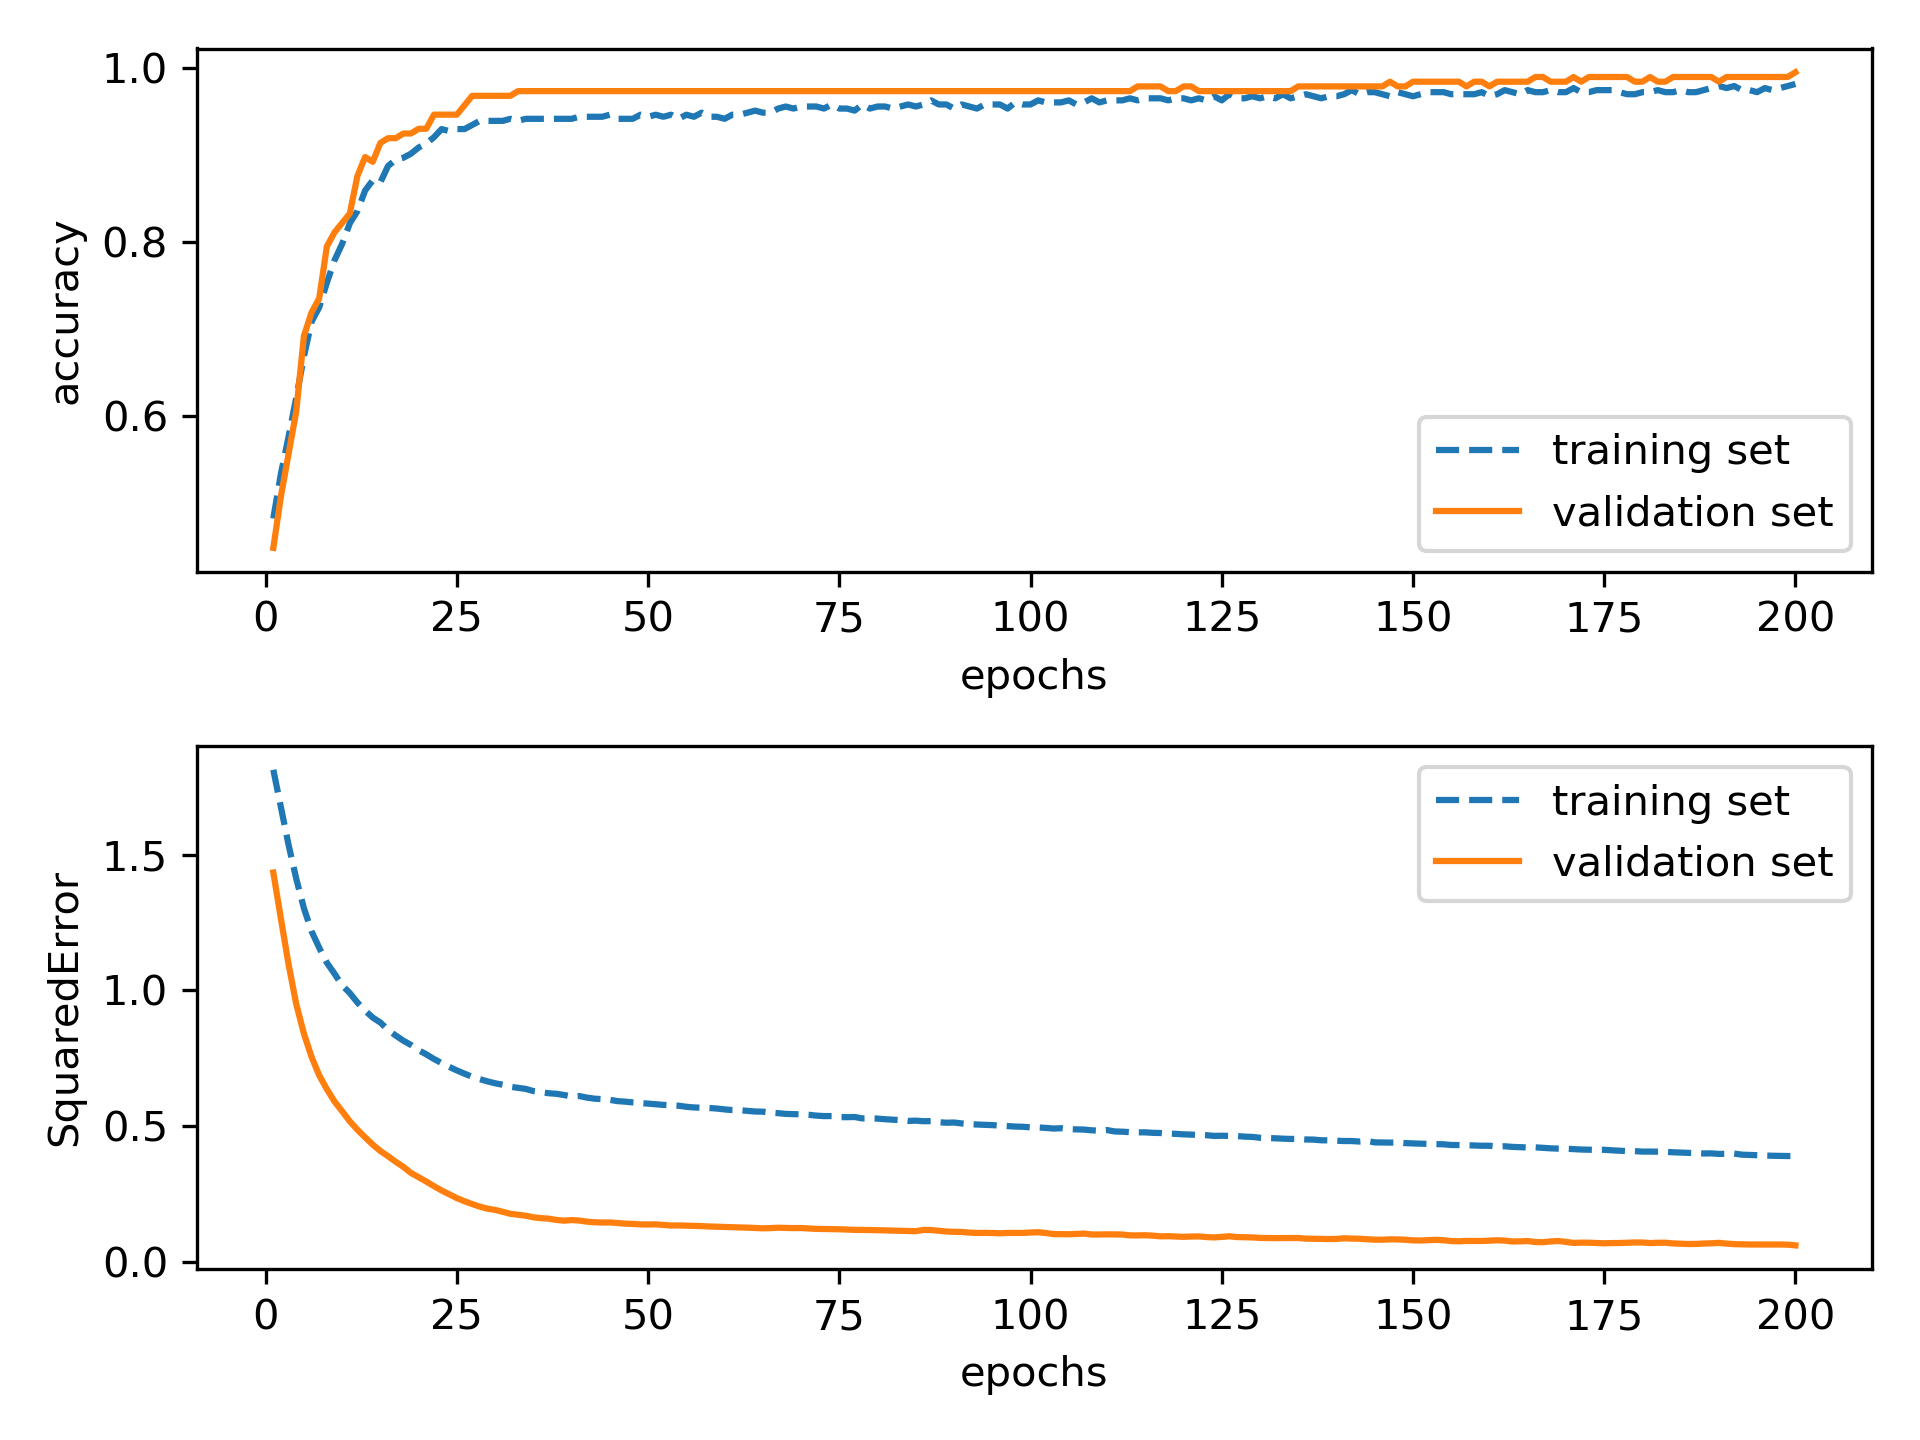 1.0
0.8
0.6
accuracy
training set
validation set
0 25 50 75 100 125 150 175 200
epochs
training set
validation set
1.5
1.0
0.5
0.0
SquaredError
0 25 50 75 100 125 150 175 200
epochs